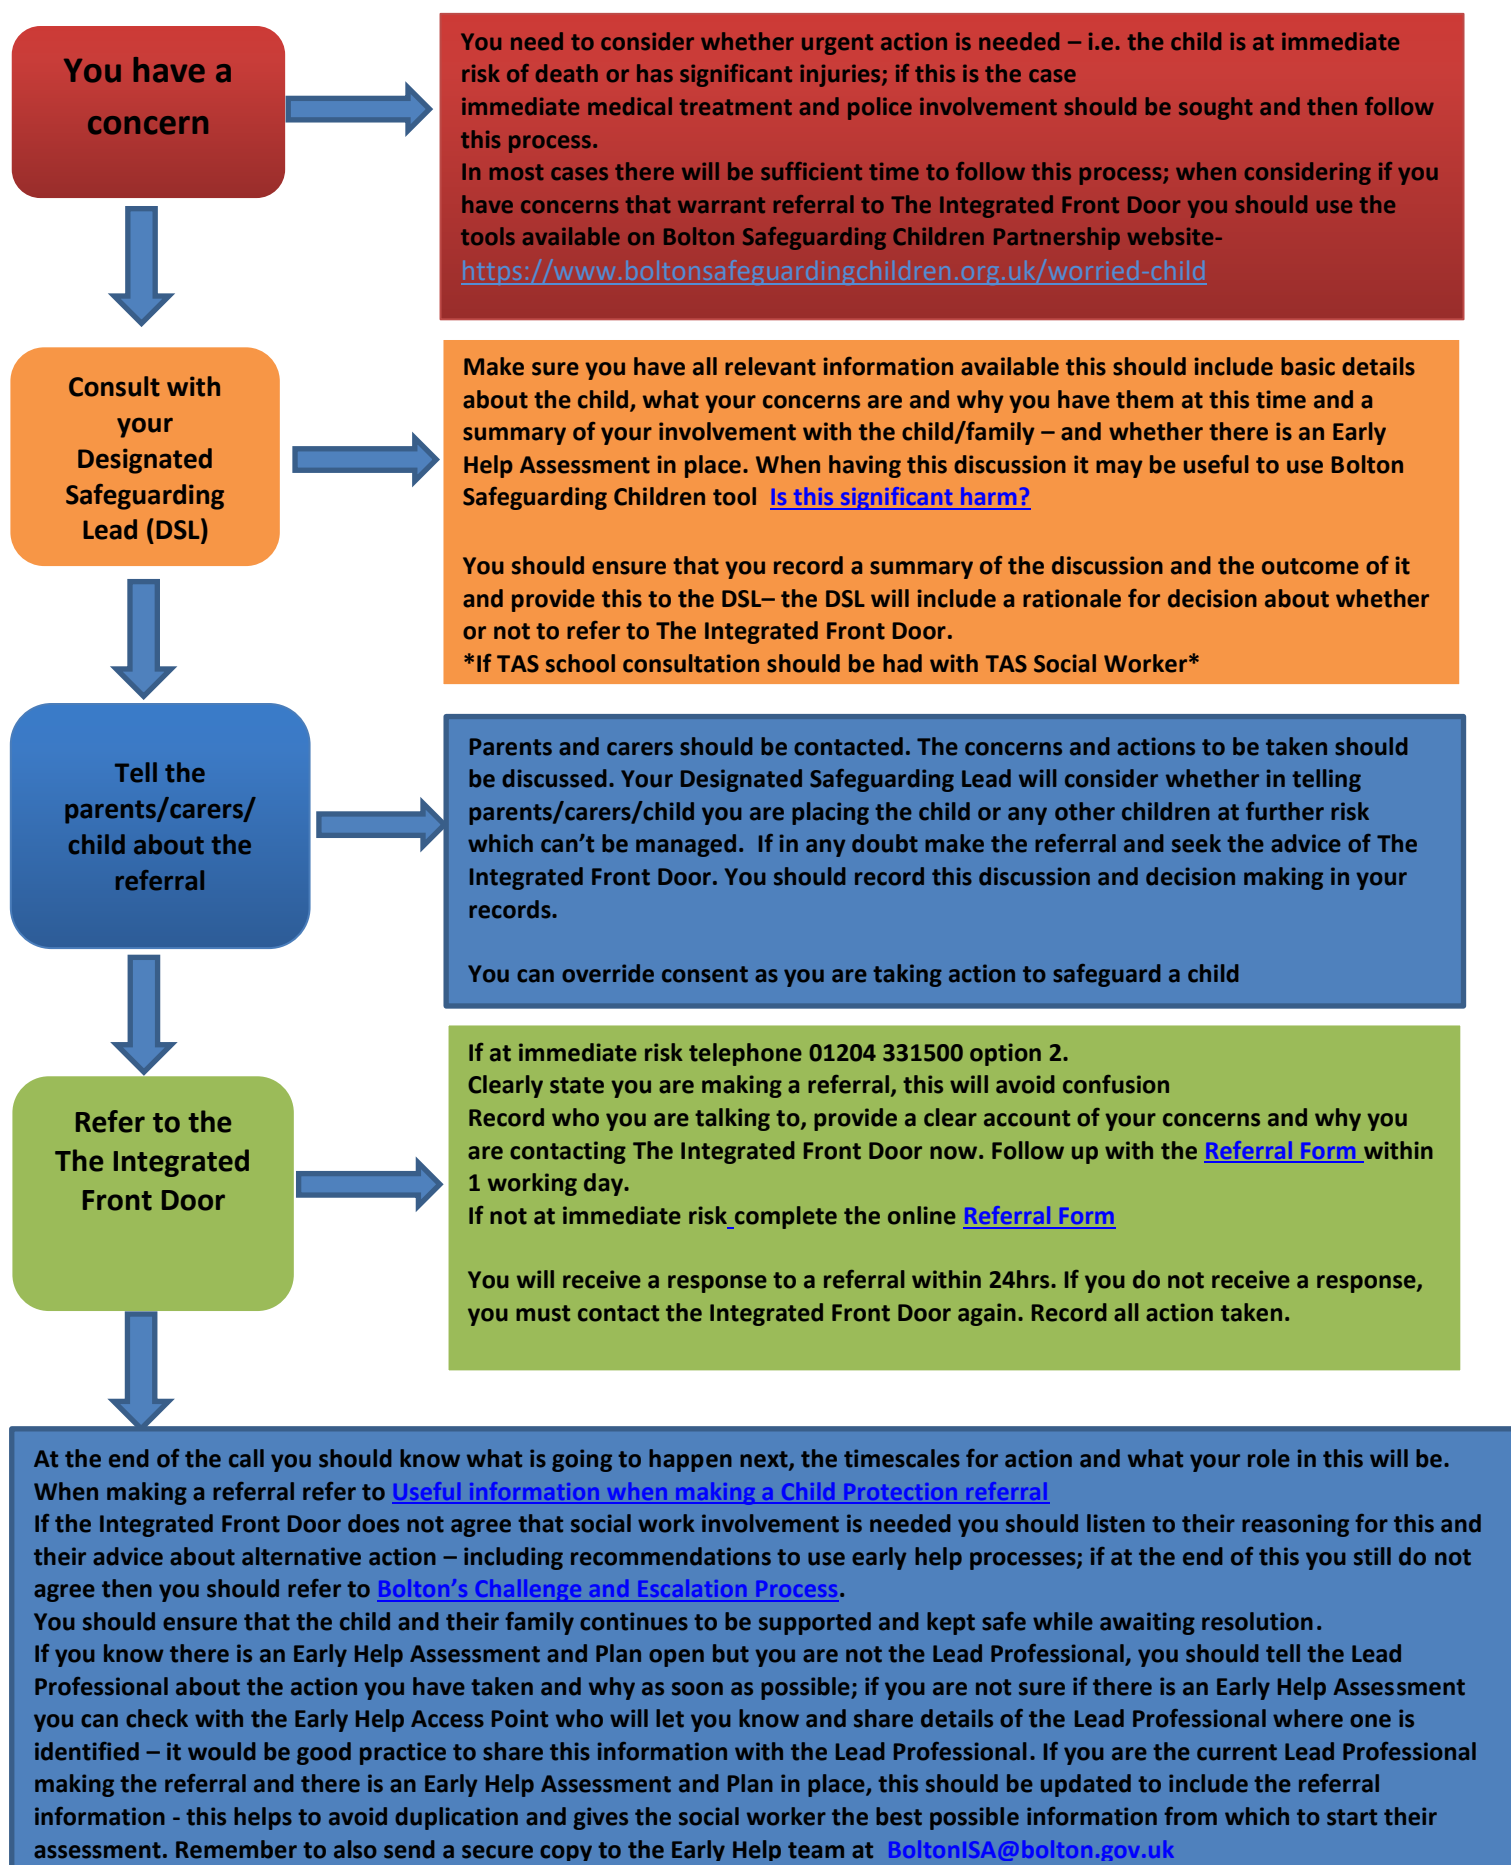 You have a
concern
You need to consider whether urgent action is needed – i.e. the child is at immediate
risk of death or has significant injuries; if this is the case
immediate medical treatment and police involvement should be sought and then follow
this process.
In most cases there will be sufficient time to follow this process; when considering if you
have concerns that warrant referral to The Integrated Front Door you should use the
tools available on Bolton Safeguarding Children Partnership website-
https://www.boltonsafeguardingchildren.org.uk/worried-child
Consult with
your
Designated
Safeguarding
Lead (DSL)
Make sure you have all relevant information available this should include basic details
about the child, what your concerns are and why you have them at this time and a
summary of your involvement with the child/family – and whether there is an Early
Help Assessment in place. When having this discussion it may be useful to use Bolton
Safeguarding Children tool  Is this significant harm?
You should ensure that you record a summary of the discussion and the outcome of it
and provide this to the DSL– the DSL will include a rationale for decision about whether
or not to refer to The Integrated Front Door.
*If TAS school consultation should be had with TAS Social Worker*
Tell the
parents/carers/
child about the
referral
Parents and carers should be contacted. The concerns and actions to be taken should
be discussed. Your Designated Safeguarding Lead will consider whether in telling
parents/carers/child you are placing the child or any other children at further risk
which can’t be managed.  If in any doubt make the referral and seek the advice of The
Integrated Front Door. You should record this discussion and decision making in your
records.
You can override consent as you are taking action to safeguard a child
Refer to the
The Integrated
Front Door
If at immediate risk telephone 01204 331500 option 2.
Clearly state you are making a referral, this will avoid confusion
Record who you are talking to, provide a clear account of your concerns and why you
are contacting The Integrated Front Door now. Follow up with the Referral Form within
1 working day.
If not at immediate risk complete the online Referral Form
You will receive a response to a referral within 24hrs. If you do not receive a response,
you must contact the Integrated Front Door again. Record all action taken.
At the end of the call you should know what is going to happen next, the timescales for action and what your role in this will be.
When making a referral refer to Useful information when making a Child Protection referral
If the Integrated Front Door does not agree that social work involvement is needed you should listen to their reasoning for this and
their advice about alternative action – including recommendations to use early help processes; if at the end of this you still do not
agree then you should refer to Bolton’s Challenge and Escalation Process.
You should ensure that the child and their family continues to be supported and kept safe while awaiting resolution.
If you know there is an Early Help Assessment and Plan open but you are not the Lead Professional, you should tell the Lead
Professional about the action you have taken and why as soon as possible; if you are not sure if there is an Early Help Assessment
you can check with the Early Help Access Point who will let you know and share details of the Lead Professional where one is
identified – it would be good practice to share this information with the Lead Professional. If you are the current Lead Professional
making the referral and there is an Early Help Assessment and Plan in place, this should be updated to include the referral
information - this helps to avoid duplication and gives the social worker the best possible information from which to start their
assessment. Remember to also send a secure copy to the Early Help team at  BoltonISA@bolton.gov.uk